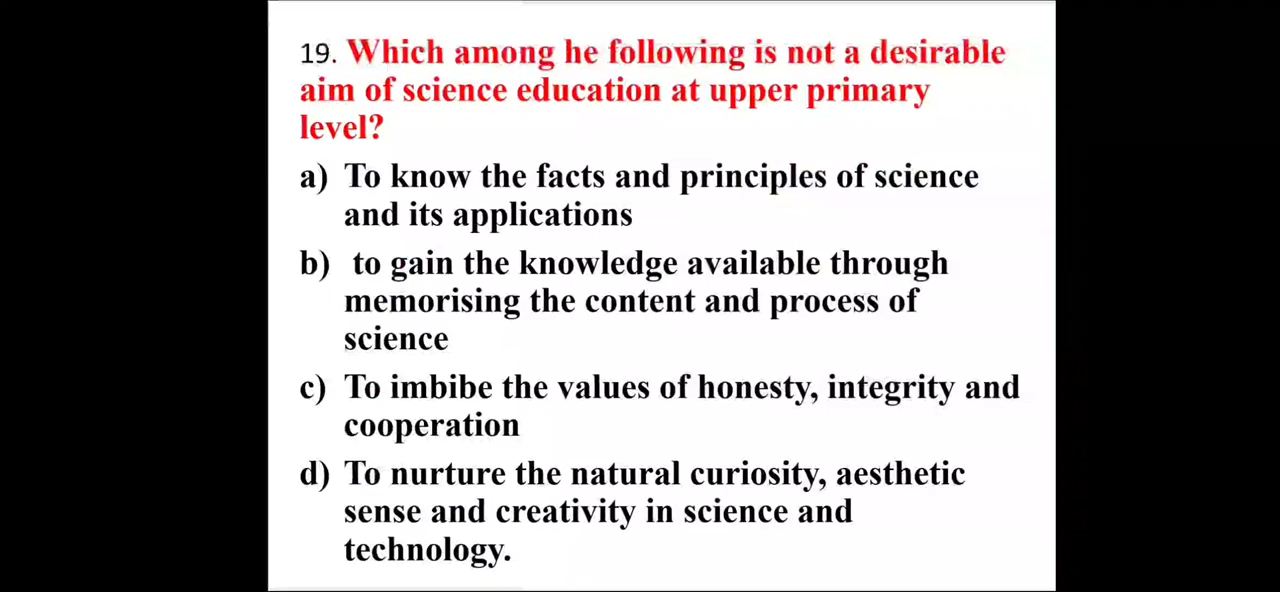 19. Which among he following is not a desirable
aim of science education at upper primary
level?
a) To know the facts and principles of science
and its applications
b) to gain the knowledge available through
memorising the content and process of
science
c) To imbibe the values of honesty, integrity and
cooperation
d) To nurture the natural curiosity, aesthetic
sense and creativity in science and
technology.